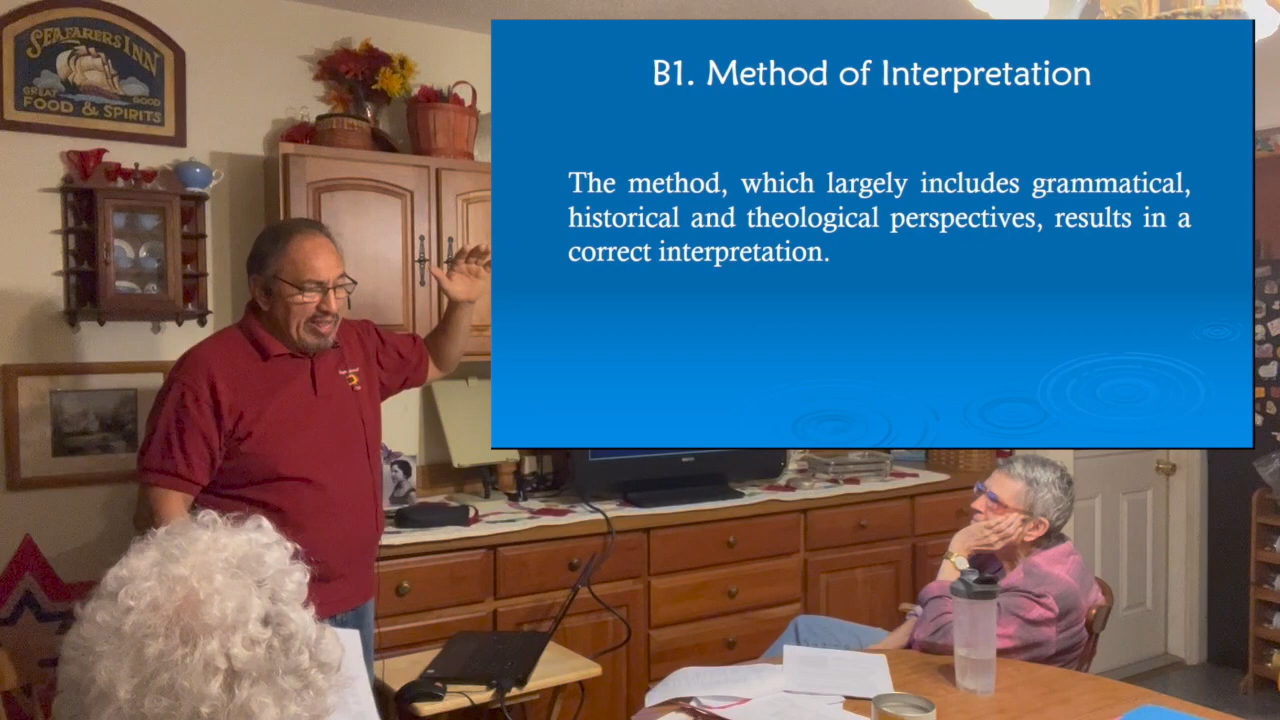 SEAFARERS INN
GREAT GOOD
FOOD & SPIRITS
B1. Method of Interpretation
The method, which largely includes grammatical,
historical and theological perspectives, results in a
correct interpretation.